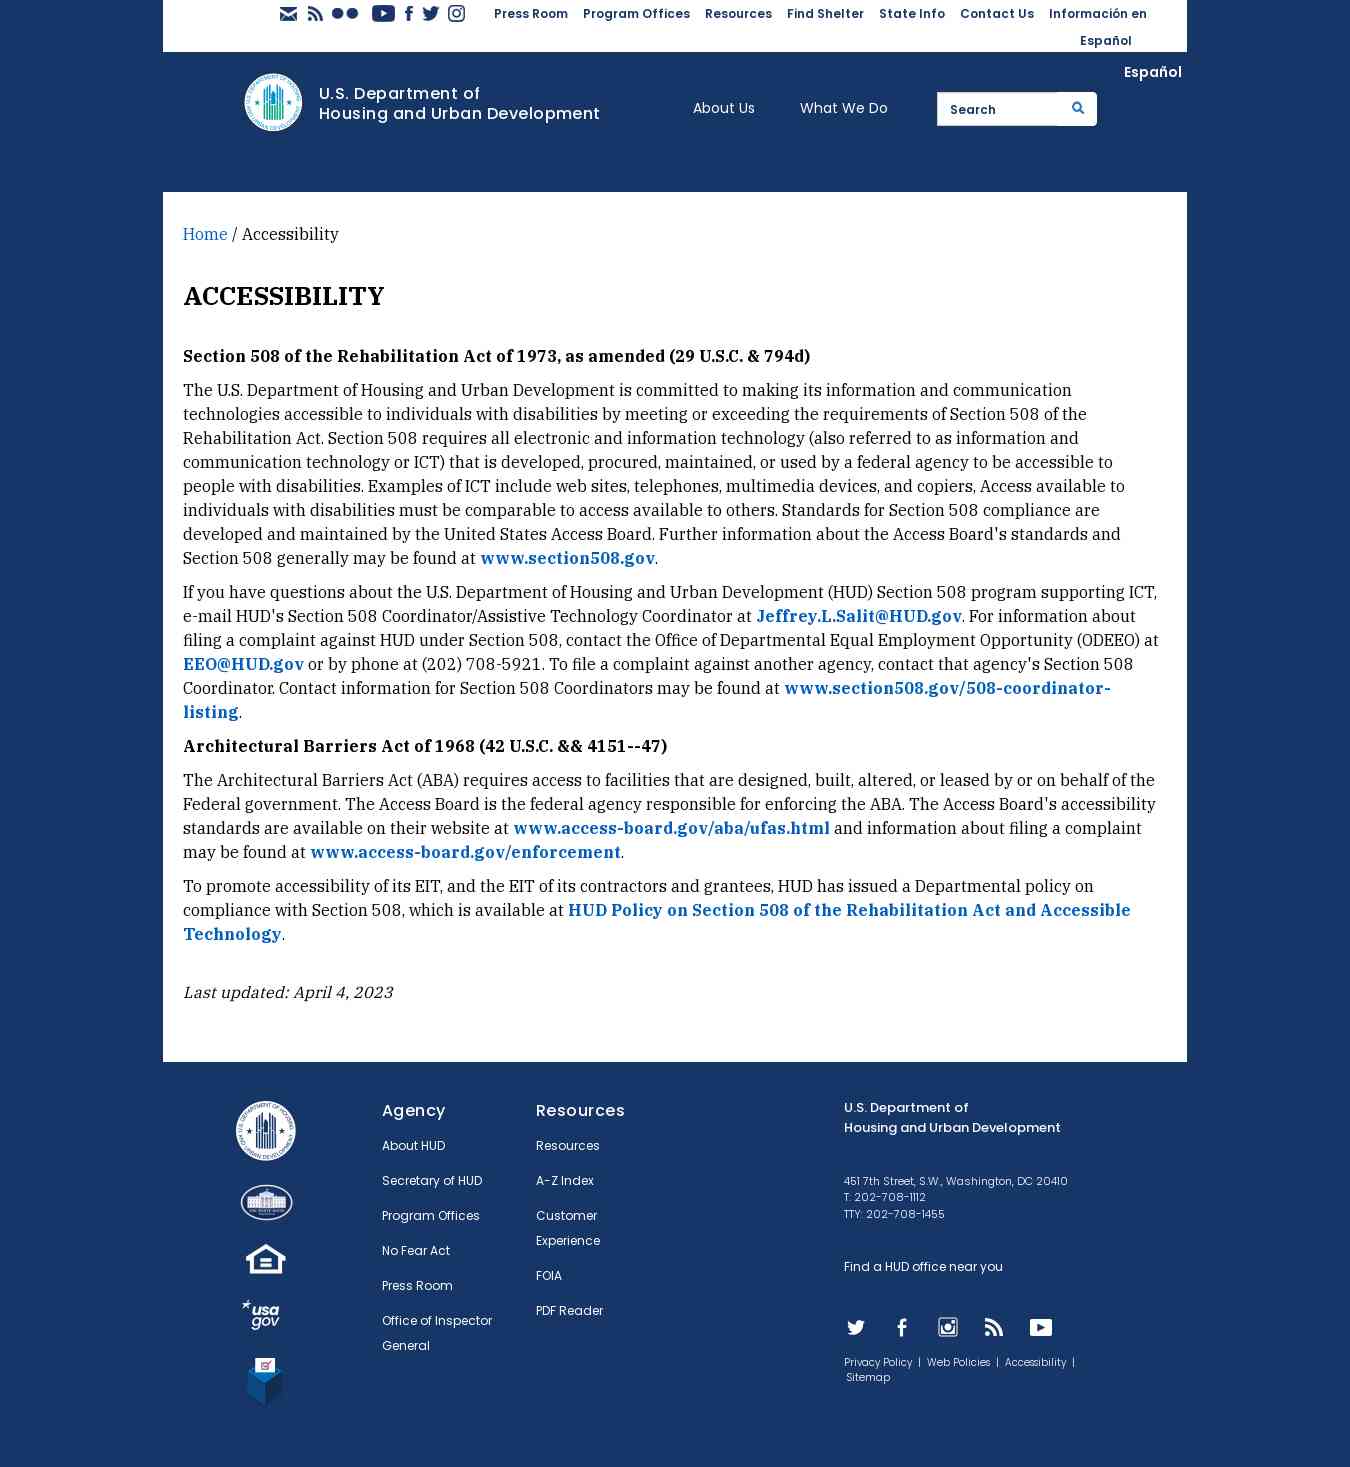 Press Room Program Offices Resources Find Shelter State Info Contact Us Información en
Español
Español
U.S. Department of
Housing and Urban Development
About Us What We Do Search
Home / Accessibility
ACCESSIBILITY
Section 508 of the Rehabilitation Act of 1973, as amended (29 U.S.C. & 794d)
The U.S. Department of Housing and Urban Development is committed to making its information and communication
technologies accessible to individuals with disabilities by meeting or exceeding the requirements of Section 508 of the
Rehabilitation Act. Section 508 requires all electronic and information technology (also referred to as information and
communication technology or ICT) that is developed, procured, maintained, or used by a federal agency to be accessible to
people with disabilities. Examples of ICT include web sites, telephones, multimedia devices, and copiers, Access available to
individuals with disabilities must be comparable to access available to others. Standards for Section 508 compliance are
developed and maintained by the United States Access Board. Further information about the Access Board's standards and
Section 508 generally may be found at www.section508.gov.
If you have questions about the U.S. Department of Housing and Urban Development (HUD) Section 508 program supporting ICT,
e-mail HUD's Section 508 Coordinator/Assistive Technology Coordinator at Jeffrey.L.Salit@HUD.gov. For information about
filing a complaint against HUD under Section 508, contact the Office of Departmental Equal Employment Opportunity (ODEEO) at
EEO@HUD.gov or by phone at (202) 708-5921. To file a complaint against another agency, contact that agency's Section 508
Coordinator. Contact information for Section 508 Coordinators may be found at www.section508.gov/508-coordinator-
listing.
Architectural Barriers Act of 1968 (42 U.S.C. && 4151--47)
The Architectural Barriers Act (ABA) requires access to facilities that are designed, built, altered, or leased by or on behalf of the
Federal government. The Access Board is the federal agency responsible for enforcing the ABA. The Access Board's accessibility
standards are available on their website at www.access-board.gov/aba/ufas.html and information about filing a complaint
may be found at www.access-board.gov/enforcement.
To promote accessibility of its EIT, and the EIT of its contractors and grantees, HUD has issued a Departmental policy on
compliance with Section 508, which is available at HUD Policy on Section 508 of the Rehabilitation Act and Accessible
Technology.
Last updated: April 4, 2023
usa
gov
Agency
About HUD
Secretary of HUD
Program Offices
No Fear Act
Press Room
Office of Inspector
General
Resources
Resources
A-Z Index
Customer
Experience
FOIA
PDF Reader
U.S. Department of
Housing and Urban Development
451 7th Street, S.W., Washington, DC 20410
T: 202-708-1112
TTY: 202-708-1455
Find a HUD office near you
Privacy Policy | Web Policies | Accessibility |
Sitemap